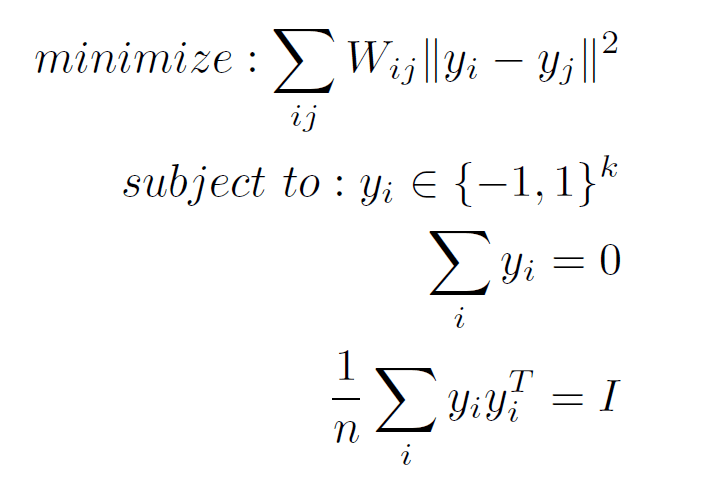 minimize : ∑_{ij} W_{ij}‖y_i − y_j‖^2
subject to : y_i ∈ {−1, 1}^k
∑_i y_i = 0
\frac{1}{n} ∑_i y_i y_i^T = I